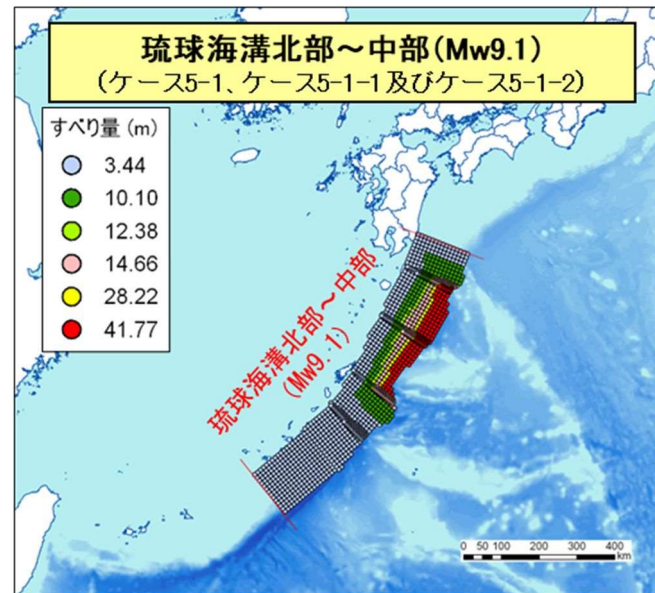 琉球海溝北部～中部(Mw9.1)
(ケース5-1、ケース5-1-1及びケース5-1-2)
すべり量 (m)
3.44
10.10
12.38
14.66
28.22
41.77
琉球海溝北部～中部
(Mw9.1)
0 50 100 200 300 400
km